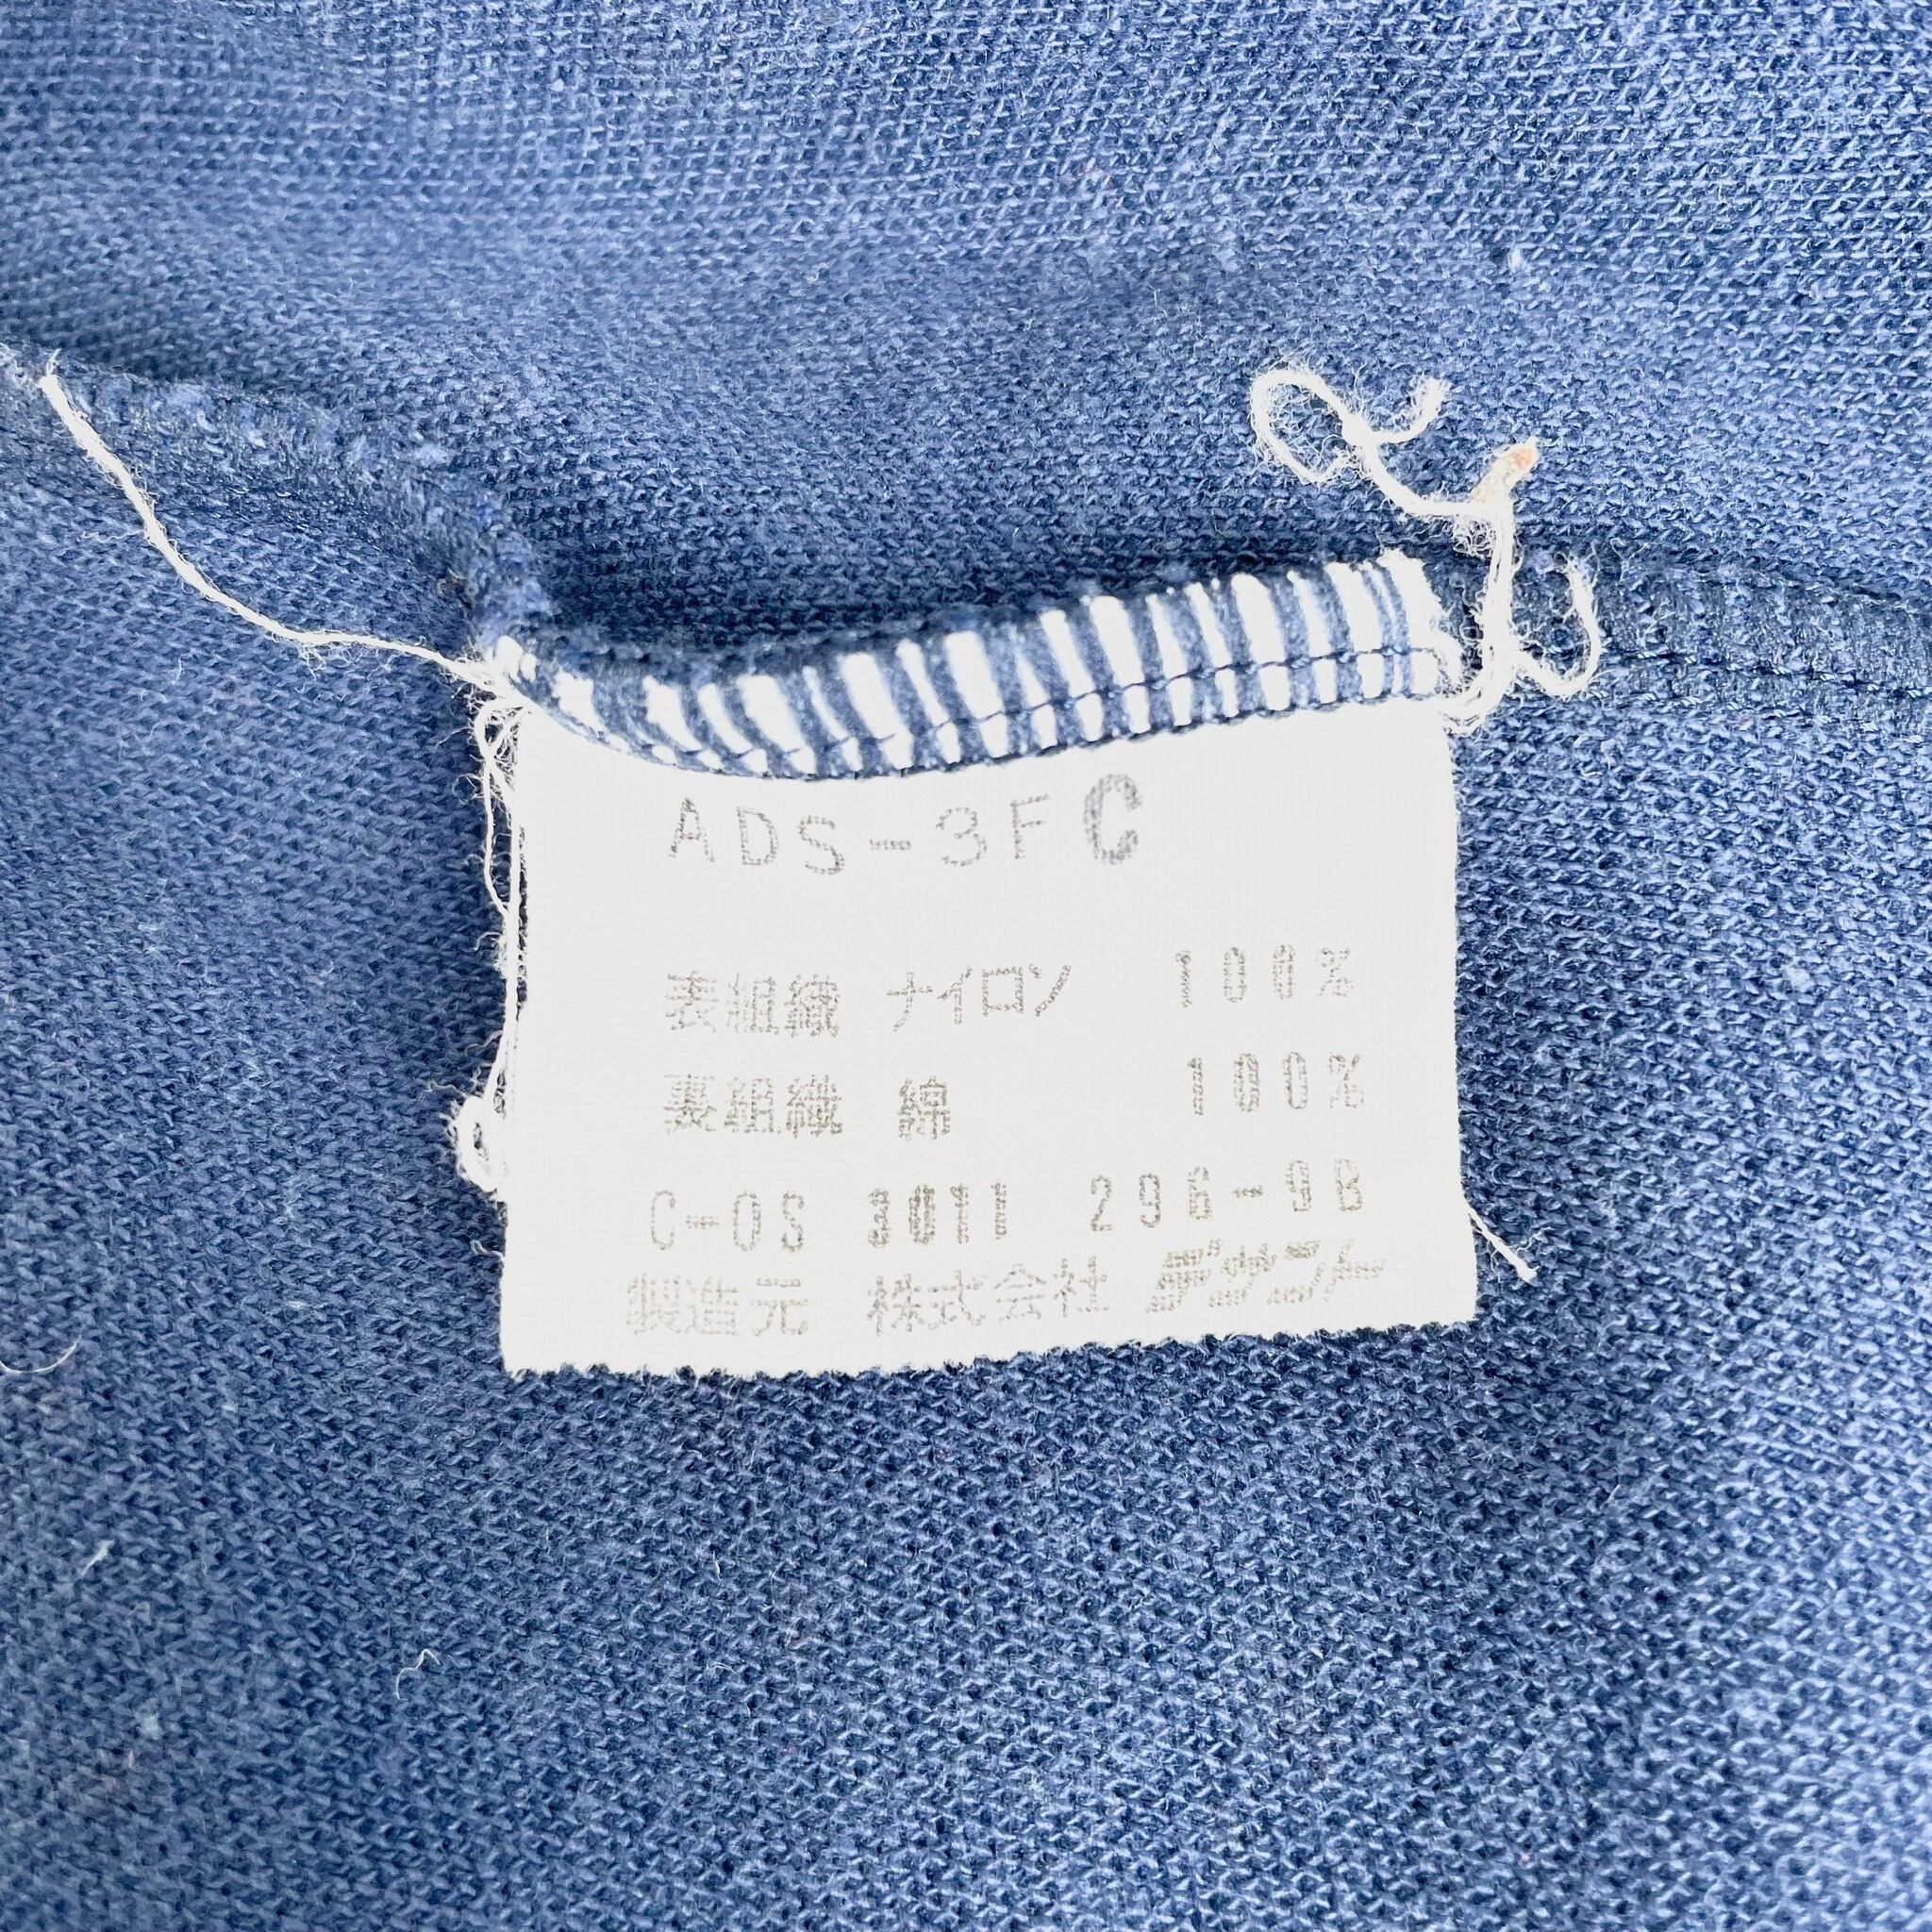 ADS-3F C
表組織 ナイロン 100%
裏組織 綿 100%
C-OS 3011 296-9B
製造元 株式会社 デサント